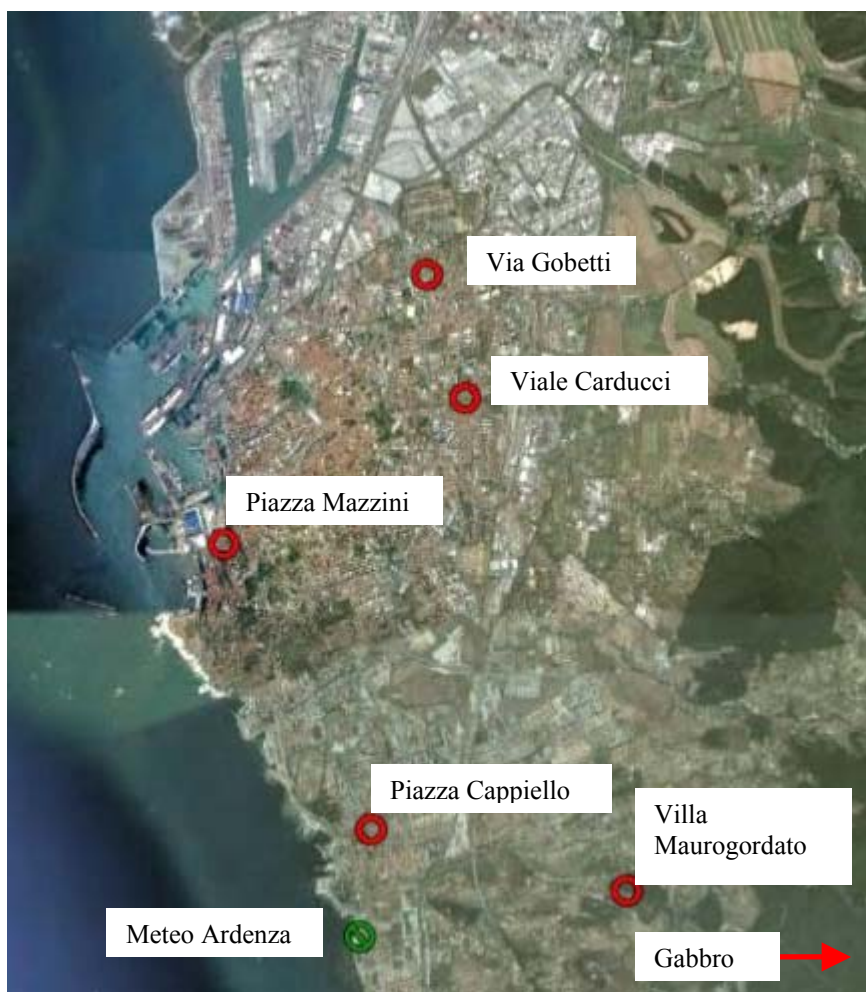 Via Gobetti
Viale Carducci
Piazza Mazzini
Piazza Cappiello
Villa
Maurogordato
Meteo Ardenza
Gabbro